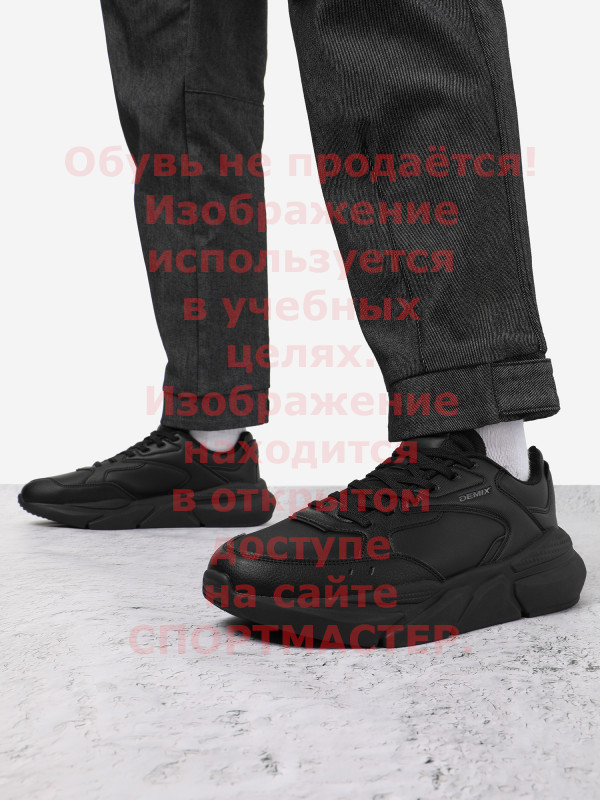 Обувь не продаётся!
Изображение
используется
в учебных
целях.
Изображение
находится
в открытом
DEMIX
доступе
на сайте
СПОРТМАСТЕР.